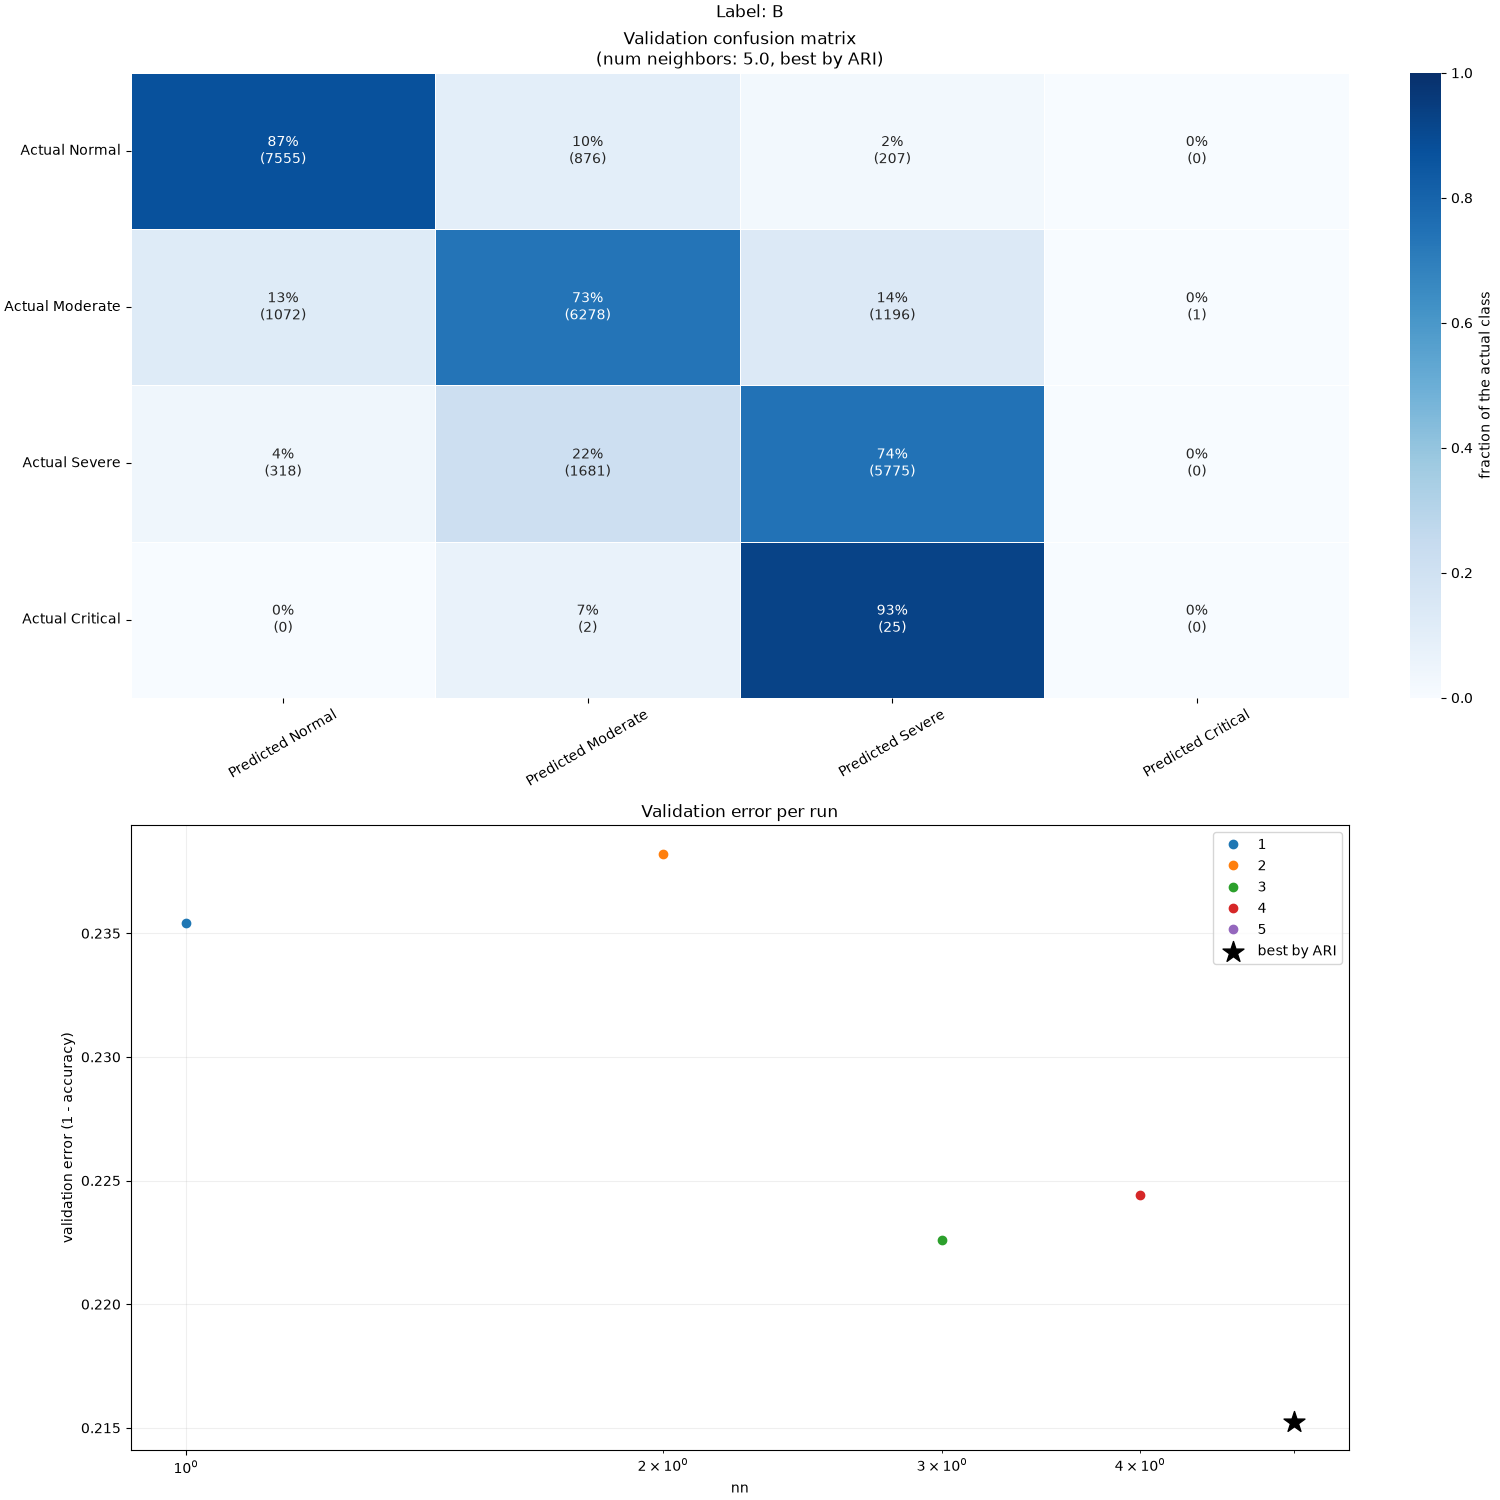 Label: B
Validation confusion matrix
(num neighbors: 5.0, best by ARI)
Actual Normal
87%
(7555)
10%
(876)
2%
(207)
0%
(0)
Actual Moderate
13%
(1072)
73%
(6278)
14%
(1196)
0%
(1)
Actual Severe
4%
(318)
22%
(1681)
74%
(5775)
0%
(0)
Actual Critical
0%
(0)
7%
(2)
93%
(25)
0%
(0)
Predicted Normal
Predicted Moderate
Predicted Severe
Predicted Critical
1.0
0.8
0.6
0.4
0.2
0.0
fraction of the actual class
Validation error per run
validation error (1 - accuracy)
0.235
0.230
0.225
0.220
0.215
1
2
3
4
5
best by ARI
10⁰
2 × 10⁰
3 × 10⁰
4 × 10⁰
nn